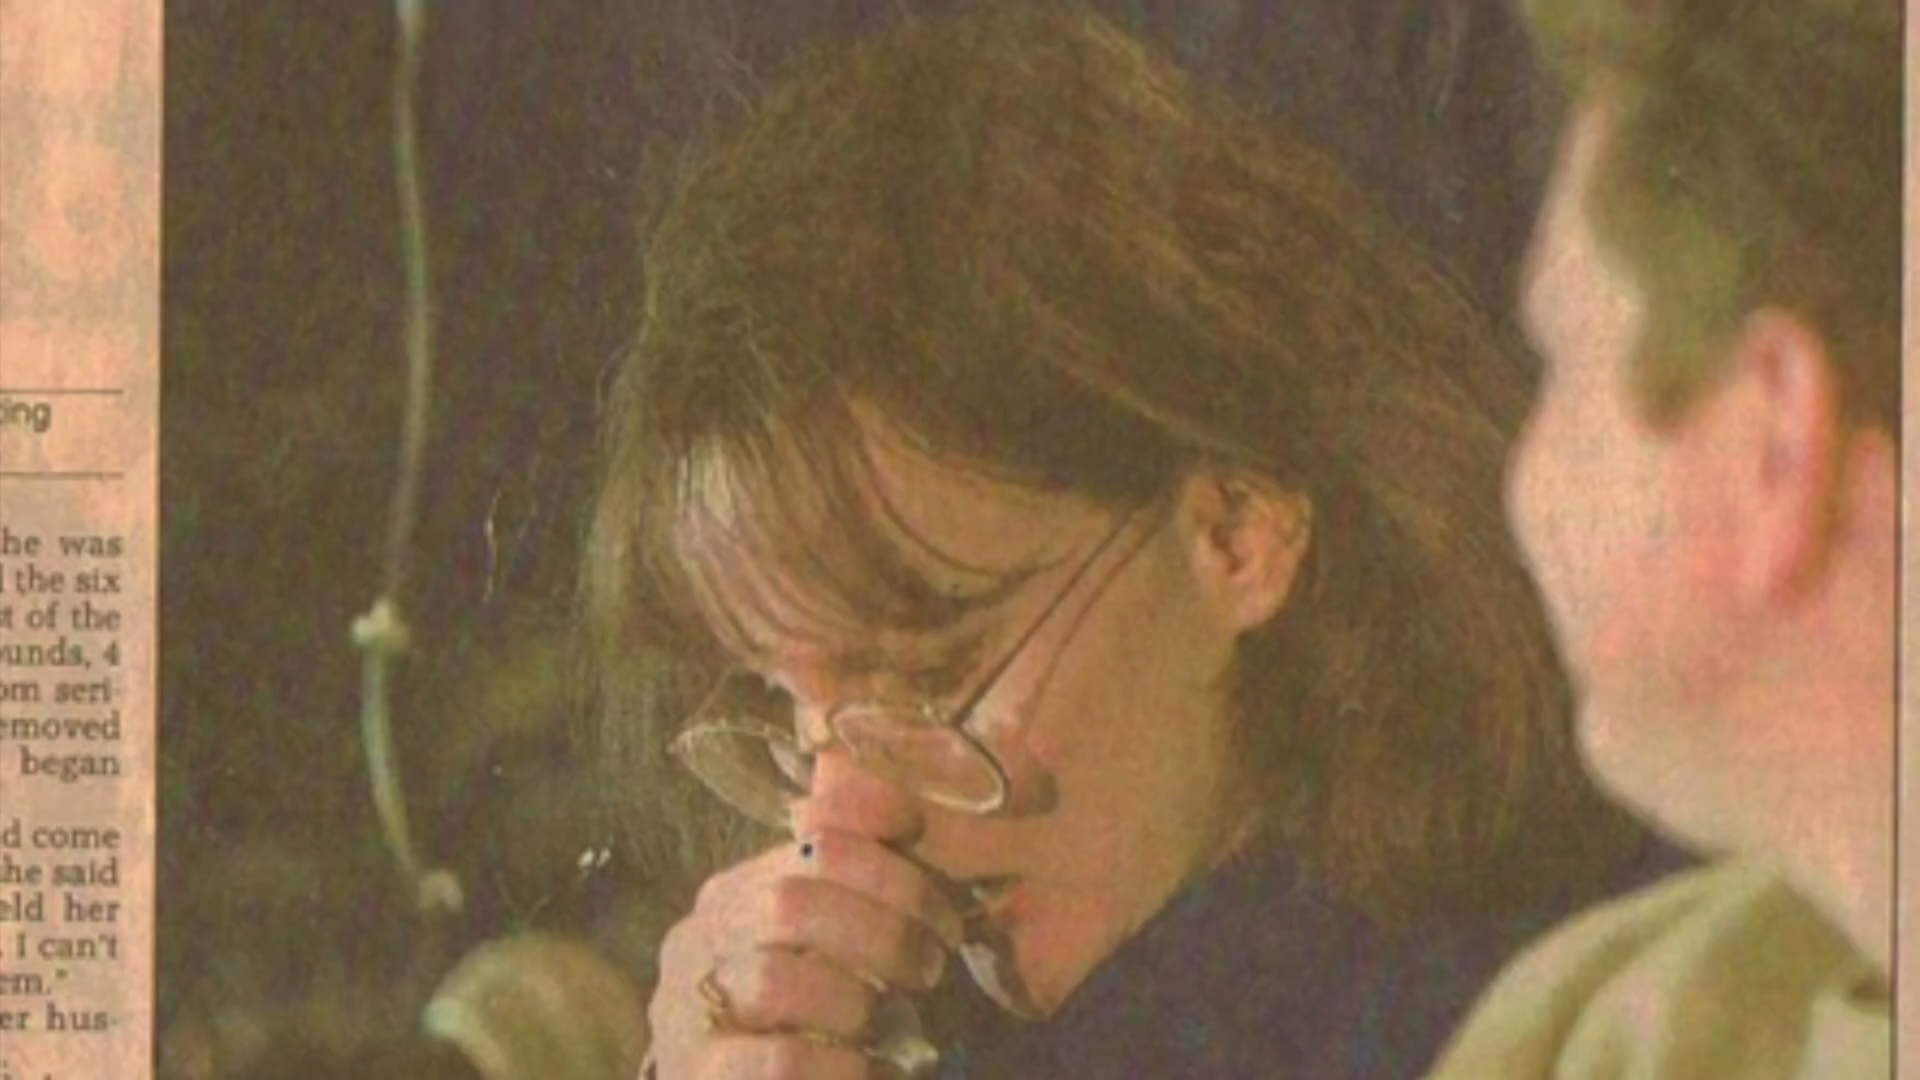 ing
he was
the six
of the
unds, 4
om seri-
emoved
began
d come
he said
eld her
. I can't
em."
er hus-